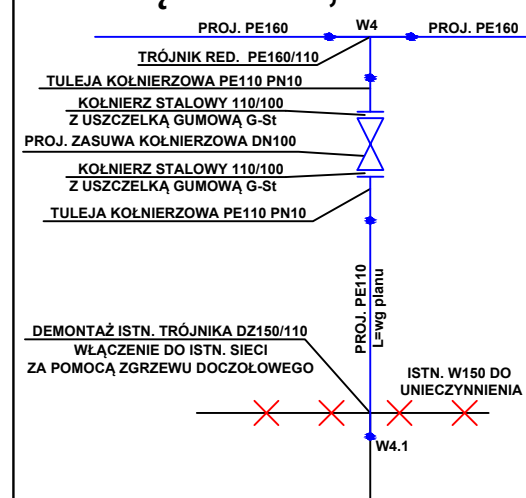 PROJ. PE160
W4
PROJ. PE160
TRÓJNIK RED. PE160/110
TULEJA KOŁNIERZOWA PE110 PN10
KOŁNIERZ STALOWY 110/100
Z USZCZELKĄ GUMOWĄ G-St
PROJ. ZASUWA KOŁNIERZOWA DN100
KOŁNIERZ STALOWY 110/100
Z USZCZELKĄ GUMOWĄ G-St
TULEJA KOŁNIERZOWA PE110 PN10
PROJ. PE110
L=wg planu
DEMONTAŻ ISTN. TRÓJNIKA DZ150/110
WŁĄCZENIE DO ISTN. SIECI
ZA POMOCĄ ZGRZEWU DOCZOŁOWEGO
ISTN. W150 DO
UNIECZYNNIENIA
W4.1